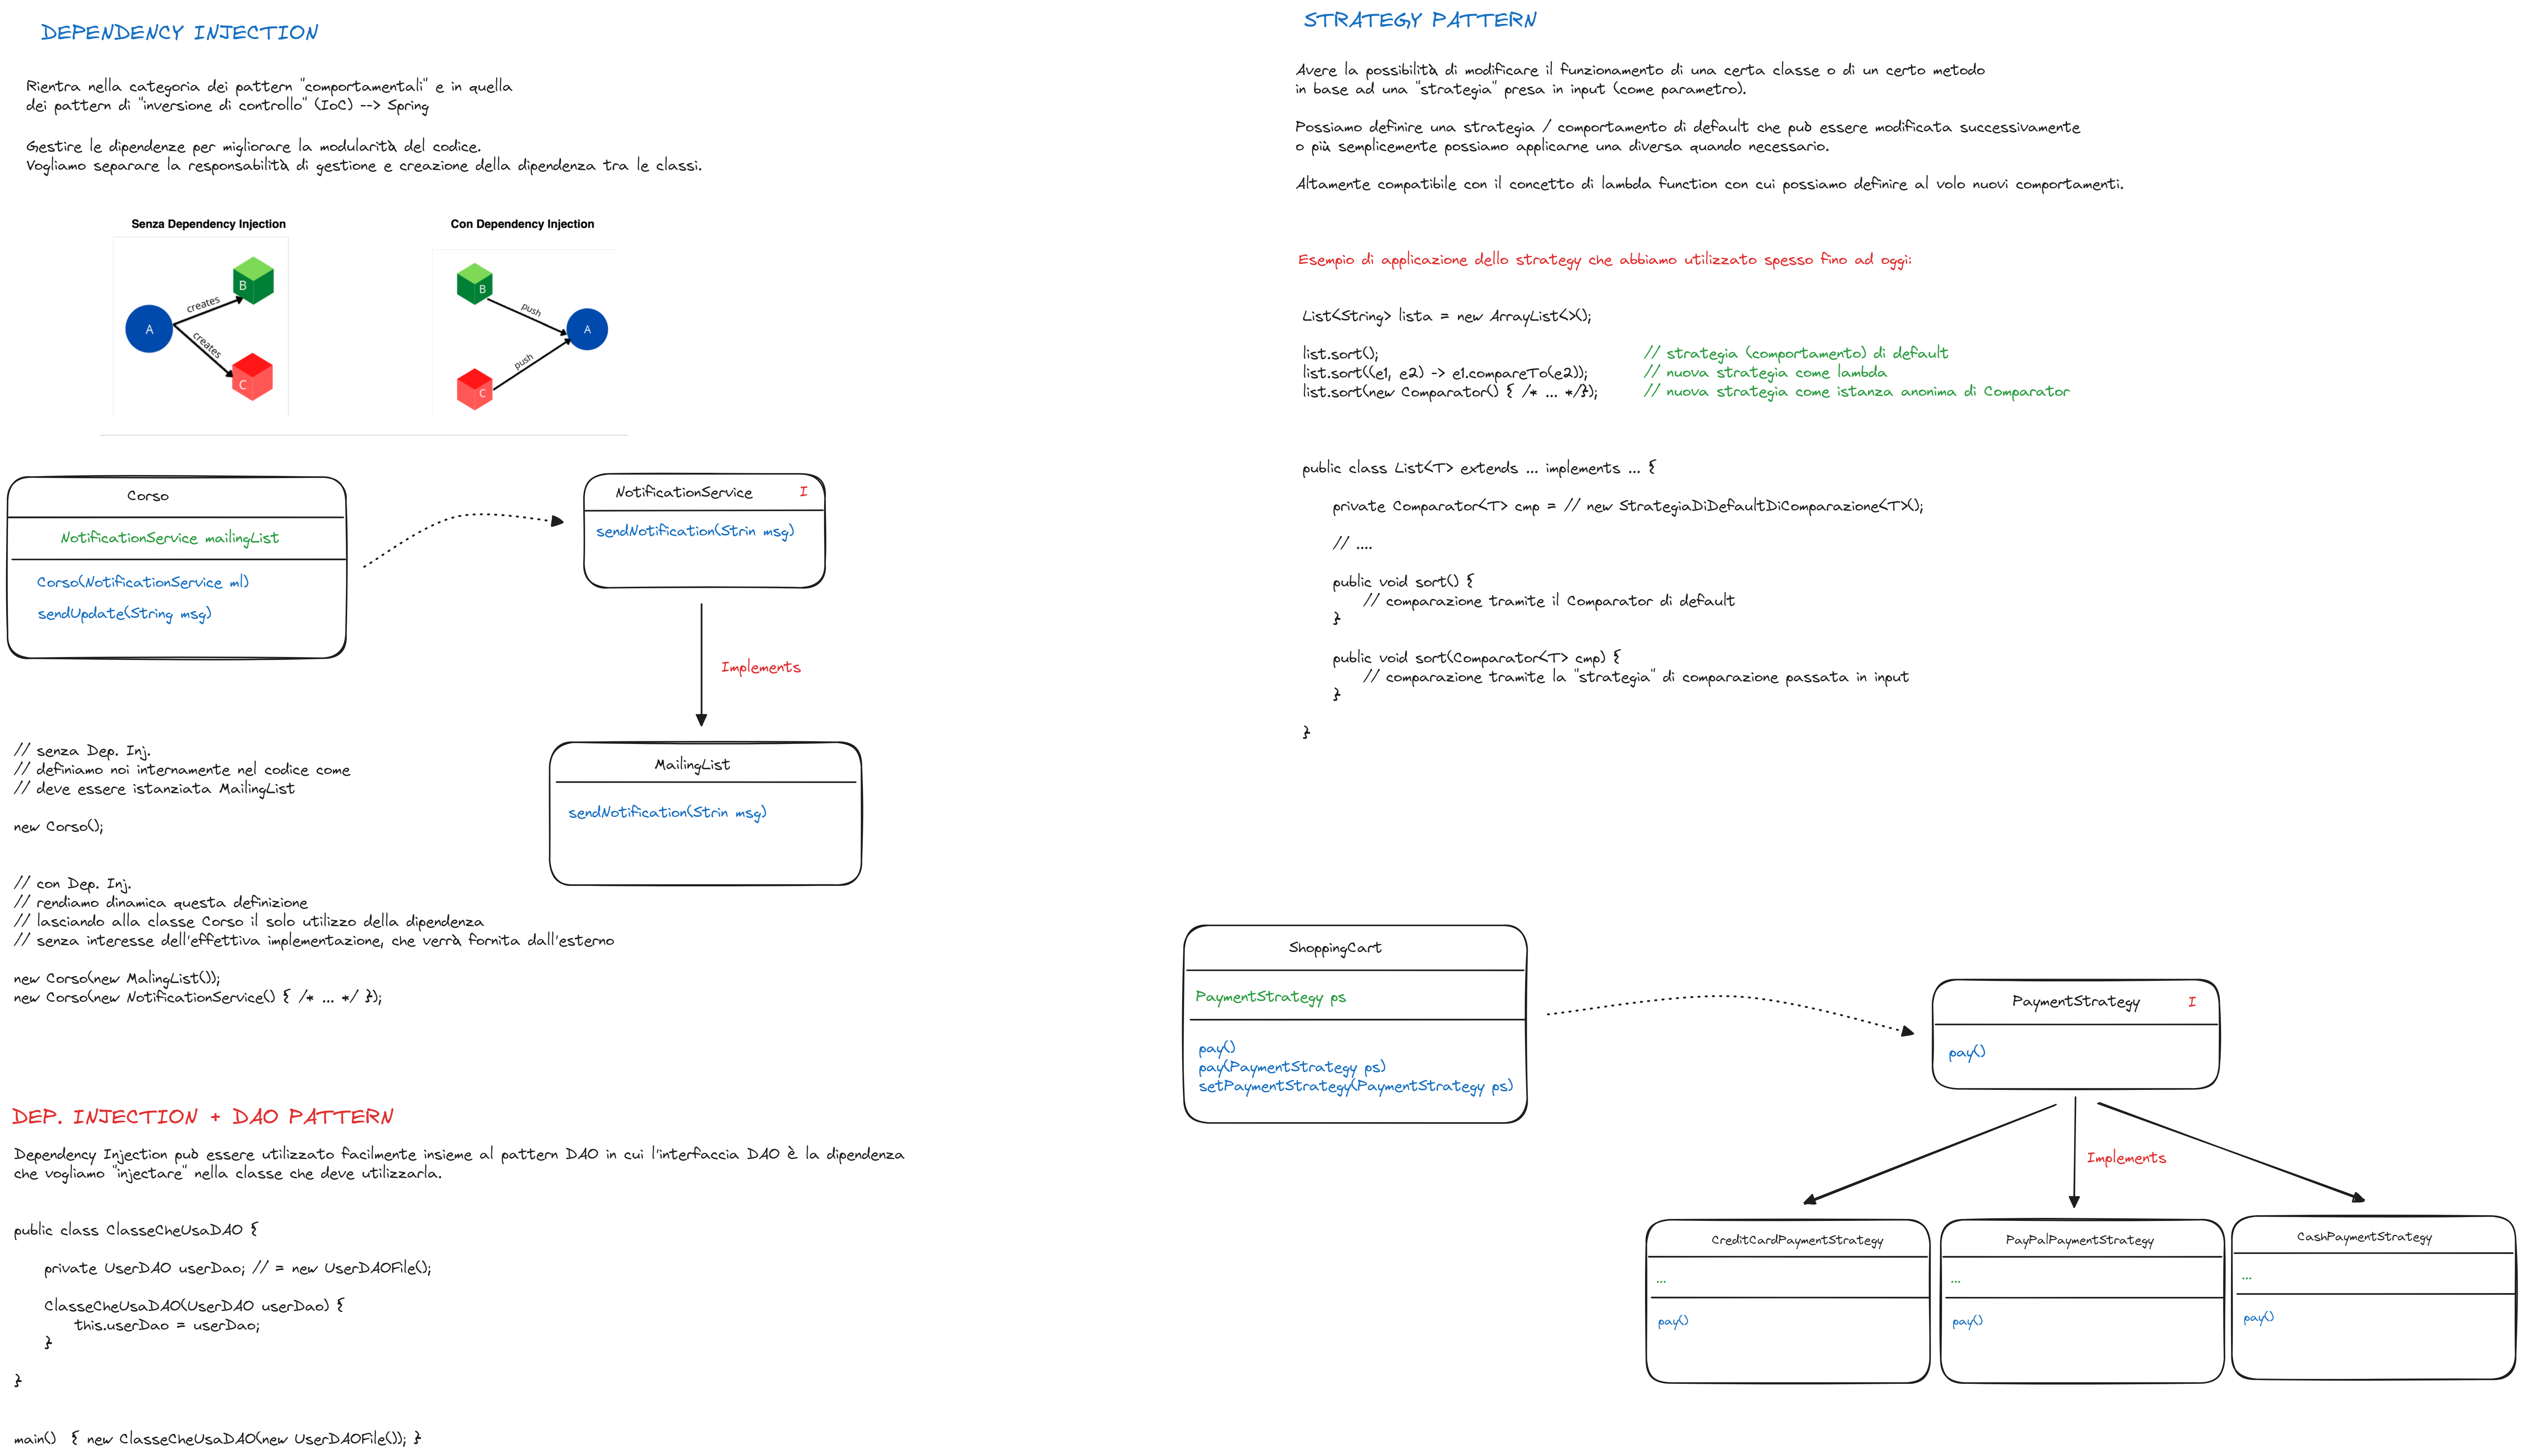 DEPENDENCY INJECTION
Rientra nella categoria dei pattern "comportamentali" e in quella
dei pattern di "inversione di controllo" (IoC) --> Spring
Gestire le dipendenze per migliorare la modularità del codice.
Vogliamo separare la responsabilità di gestione e creazione della dipendenza tra le classi.
Senza Dependency Injection
A
creates
creates
B
C
Con Dependency Injection
B
C
push
push
A
Corso
NotificationService mailingList
Corso(NotificationService ml)
sendUpdate(String msg)
NotificationService I
sendNotification(Strin msg)
Implements
MailingList
sendNotification(Strin msg)
// senza Dep. Inj.
// definiamo noi internamente nel codice come
// deve essere istanziata MailingList
new Corso();
// con Dep. Inj.
// rendiamo dinamica questa definizione
// lasciando alla classe Corso il solo utilizzo della dipendenza
// senza interesse dell'effettiva implementazione, che verrà fornita dall'esterno
new Corso(new MalingList());
new Corso(new NotificationService() { /* ... */ });
DEP. INJECTION + DAO PATTERN
Dependency Injection può essere utilizzato facilmente insieme al pattern DAO in cui l'interfaccia DAO è la dipendenza
che vogliamo "injectare" nella classe che deve utilizzarla.
public class ClasseCheUsaDAO {
private UserDAO userDao; // = new UserDAOFile();
ClasseCheUsaDAO(UserDAO userDao) {
this.userDao = userDao;
}
}
main() { new ClasseCheUsaDAO(new UserDAOFile()); }
STRATEGY PATTERN
Avere la possibilità di modificare il funzionamento di una certa classe o di un certo metodo
in base ad una "strategia" presa in input (come parametro).
Possiamo definire una strategia / comportamento di default che può essere modificata successivamente
o più semplicemente possiamo applicarne una diversa quando necessario.
Altamente compatibile con il concetto di lambda function con cui possiamo definire al volo nuovi comportamenti.
Esempio di applicazione dello strategy che abbiamo utilizzato spesso fino ad oggi:
List<String> lista = new ArrayList<>();
list.sort(); // strategia (comportamento) di default
list.sort((e1, e2) -> e1.compareTo(e2)); // nuova strategia come lambda
list.sort(new Comparator() { /* ... */}); // nuova strategia come istanza anonima di Comparator
public class List<T> extends ... implements ... {
private Comparator<T> cmp = // new StrategiaDiDefaultDiComparazione<T>();
// ....
public void sort() {
// comparazione tramite il Comparator di default
}
public void sort(Comparator<T> cmp) {
// comparazione tramite la "strategia" di comparazione passata in input
}
}
ShoppingCart
PaymentStrategy ps
pay()
pay(PaymentStrategy ps)
setPaymentStrategy(PaymentStrategy ps)
PaymentStrategy I
pay()
Implements
CreditCardPaymentStrategy
...
pay()
PayPalPaymentStrategy
...
pay()
CashPaymentStrategy
...
pay()